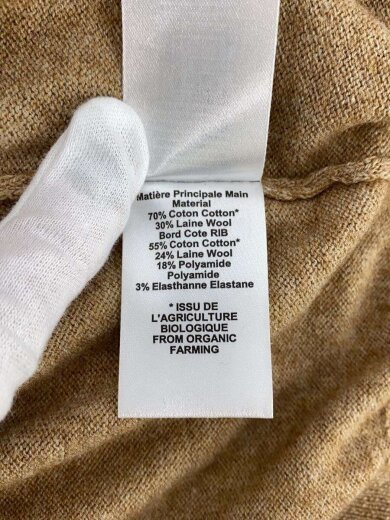 Matière Principale Main
Material
70% Coton Cotton*
30% Laine Wool
Bord Cote RIB
55% Coton Cotton*
24% Laine Wool
18% Polyamide
Polyamide
3% Elasthanne Elastane
* ISSU DE
L'AGRICULTURE
BIOLOGIQUE
FROM ORGANIC
FARMING